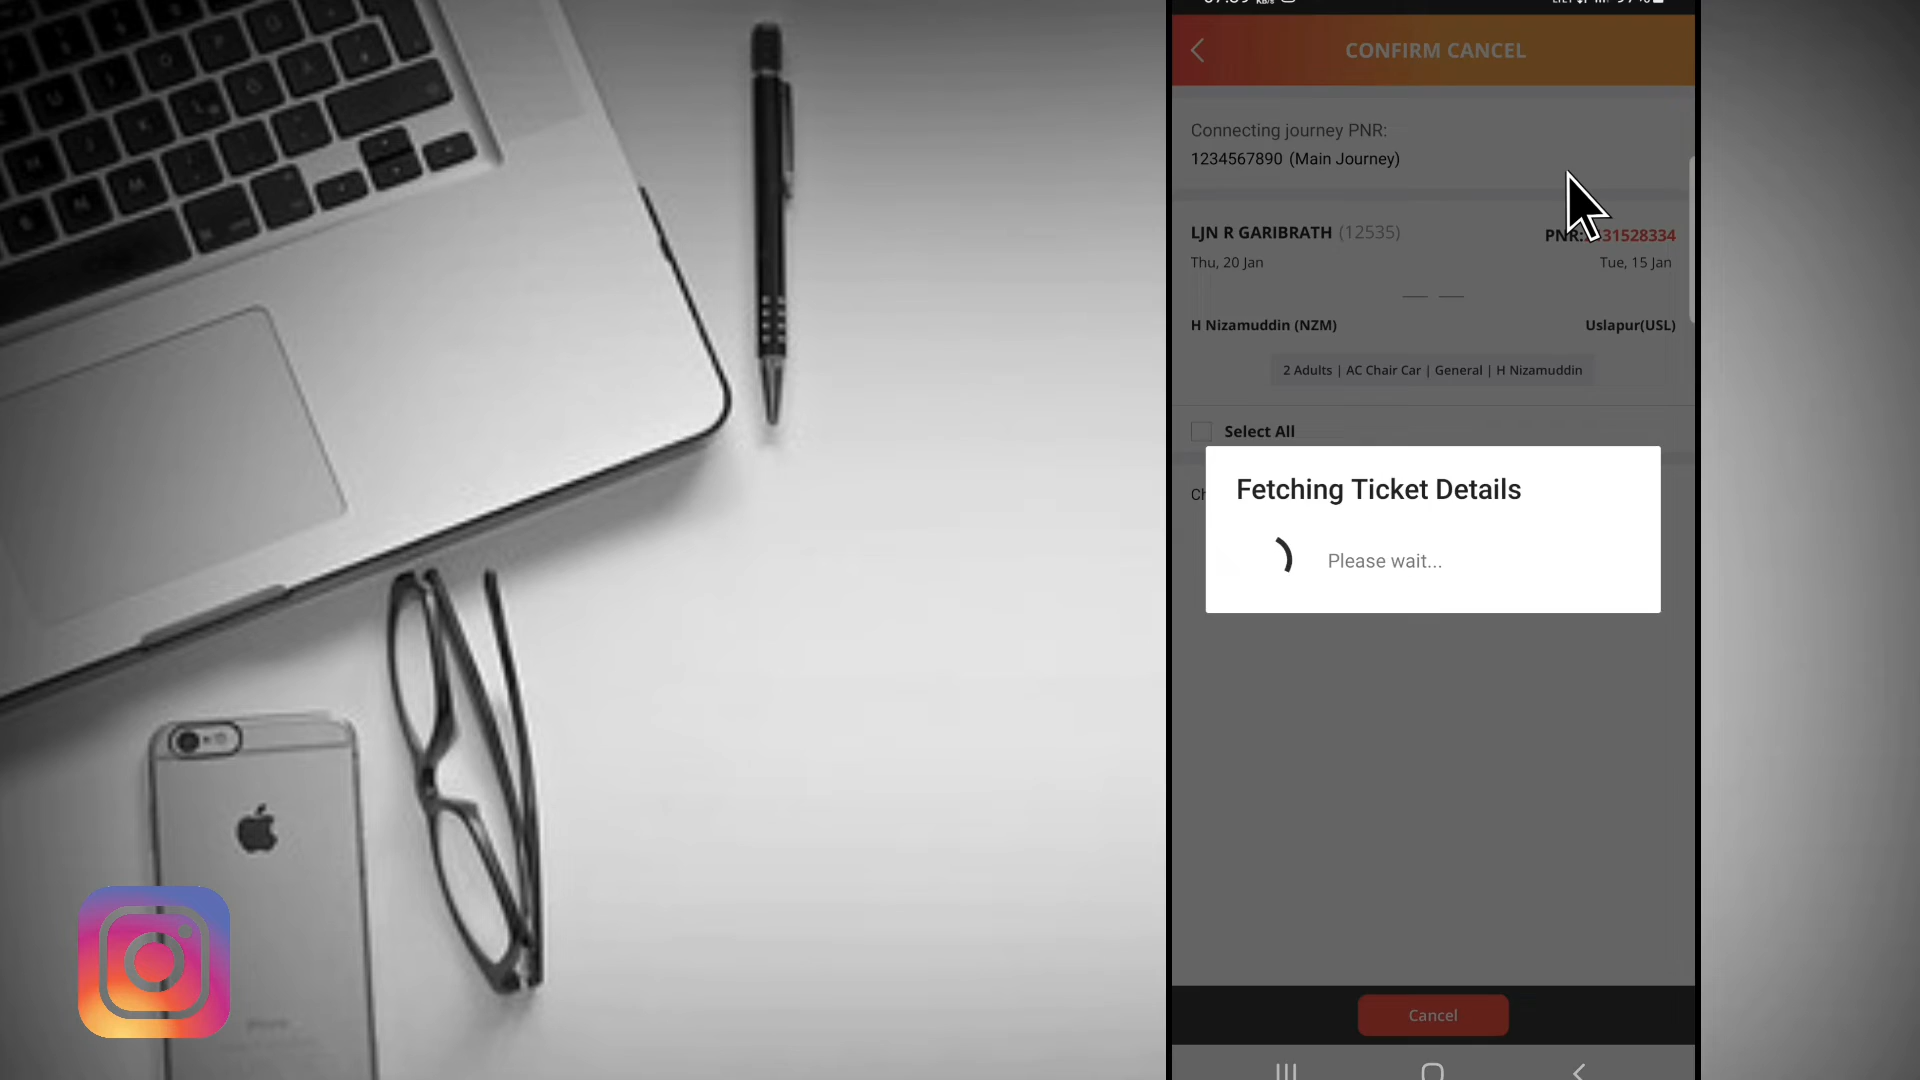 CONFIRM CANCEL
Connecting journey PNR:
1234567890 (Main Journey)
LJN R GARIBRATH (12535)
PNR: 31528334
Thu, 20 Jan
Tue, 15 Jan
H Nizamuddin (NZM)
Uslapur(USL)
2 Adults | AC Chair Car | General | H Nizamuddin
Select All
Fetching Ticket Details
Please wait...
Cancel